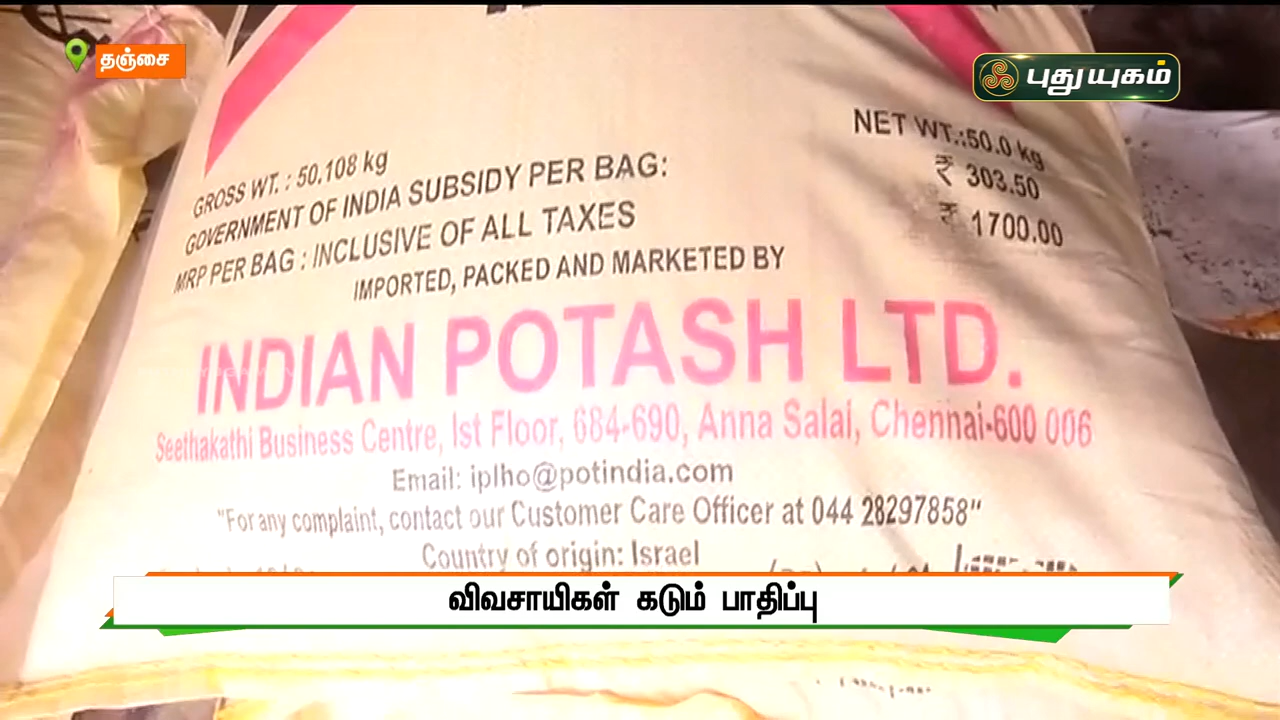 தஞ்சை
புதுயுகம்
GROSS WT. : 50.108 kg
NET WT.:50.0 kg
GOVERNMENT OF INDIA SUBSIDY PER BAG:
₹ 303.50
MRP PER BAG : INCLUSIVE OF ALL TAXES
₹ 1700.00
IMPORTED, PACKED AND MARKETED BY
INDIAN POTASH LTD.
Seethakathi Business Centre, Ist Floor, 684-690, Anna Salai, Chennai-600 006
Email: iplho@potindia.com
"For any complaint, contact our Customer Care Officer at 044 28297858"
Country of origin: Israel
விவசாயிகள் கடும் பாதிப்பு